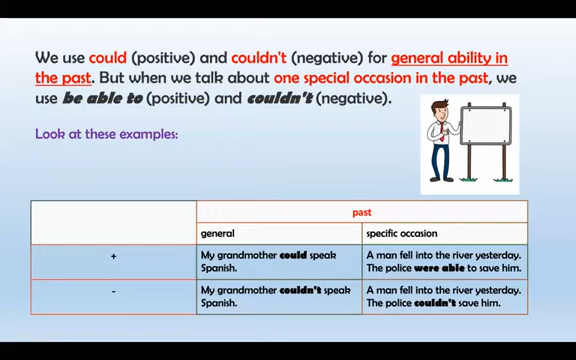 We use could (positive) and couldn't (negative) for general ability in
the past. But when we talk about one special occasion in the past, we
use be able to (positive) and couldn't (negative).
Look at these examples:
past
general
specific occasion
+
My grandmother could speak
Spanish.
A man fell into the river yesterday.
The police were able to save him.
-
My grandmother couldn't speak
Spanish.
A man fell into the river yesterday.
The police couldn't save him.